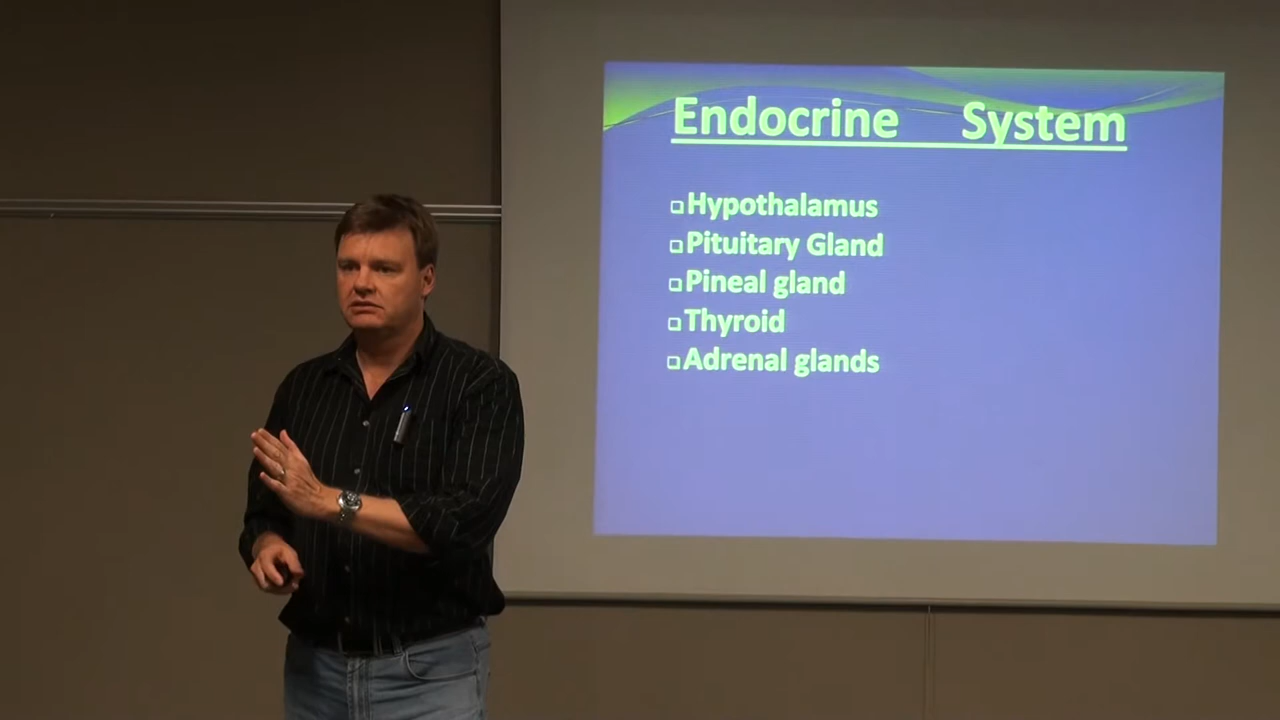 Endocrine System
Hypothalamus
Pituitary Gland
Pineal gland
Thyroid
Adrenal glands